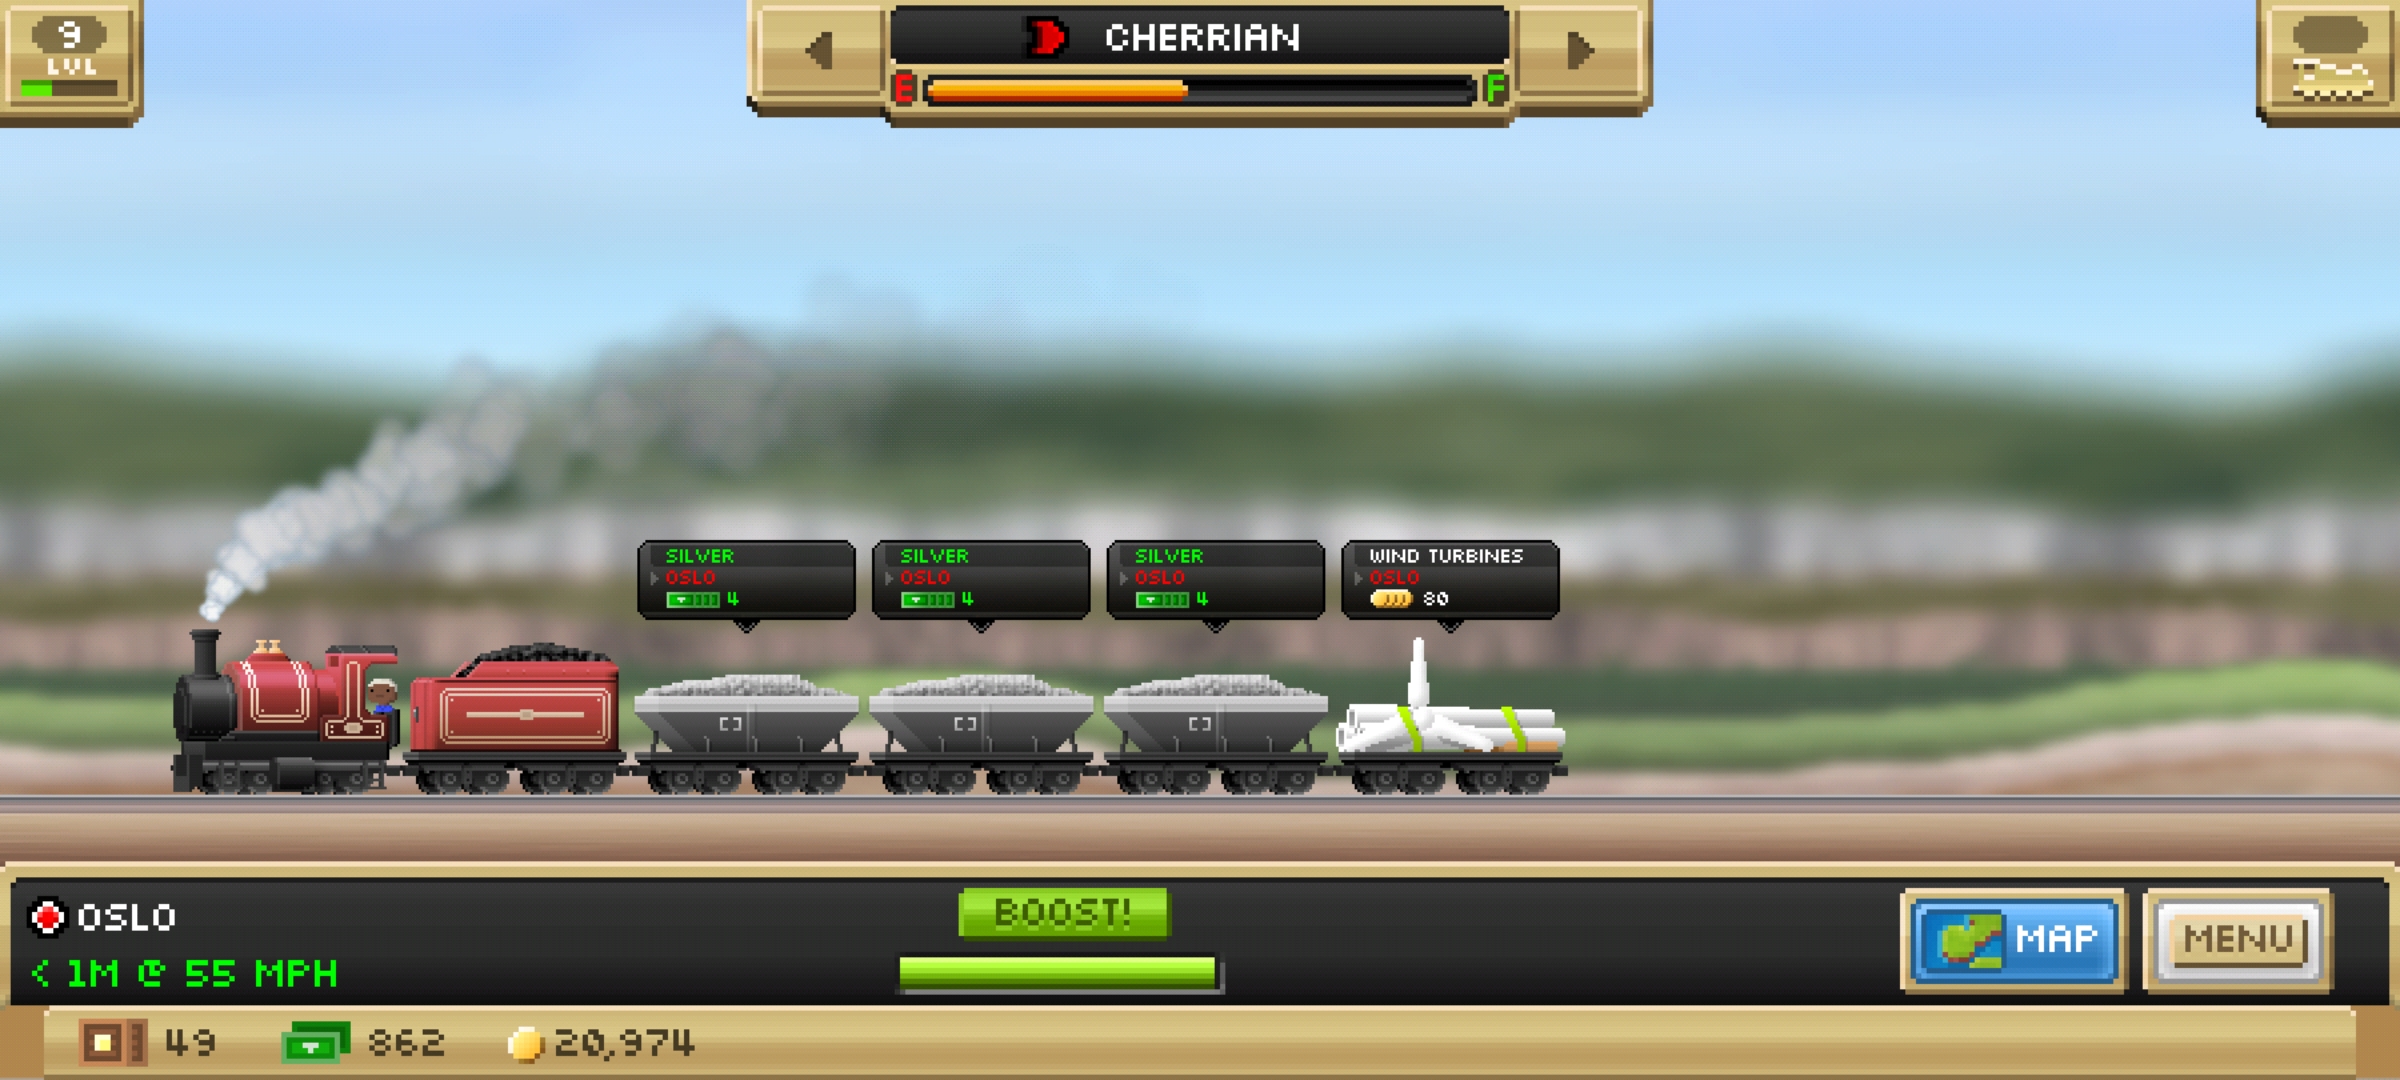 9
LVL
CHERRIAN
E F
SILVER
OSLO
4
SILVER
OSLO
4
SILVER
OSLO
4
WIND TURBINES
OSLO
80
OSLO
< 1M @ 55 MPH
BOOST!
MAP
MENU
49
862
20,974